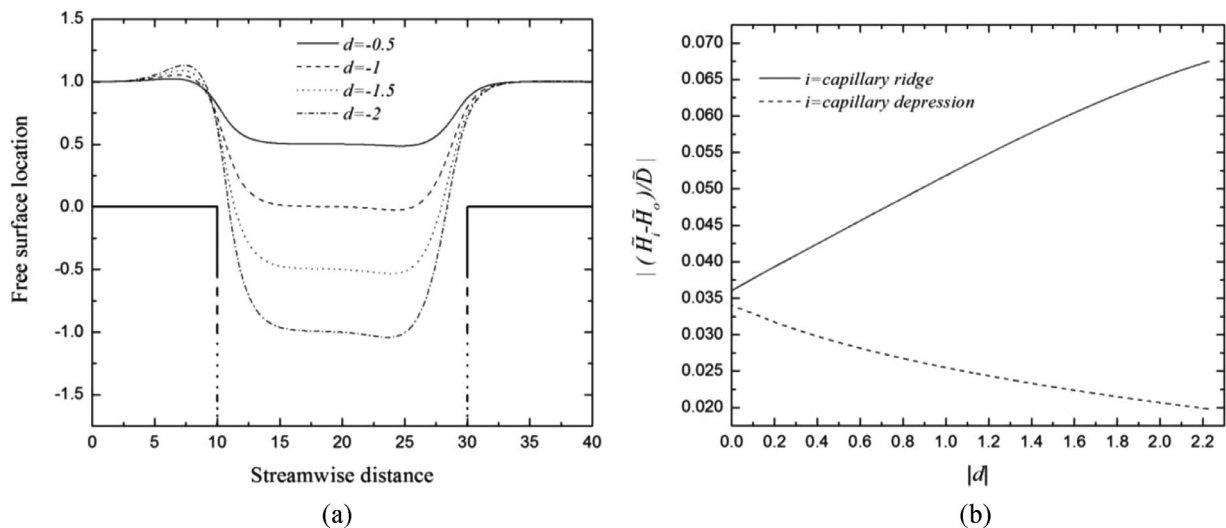 1.5
1.0
0.5
0.0
-0.5
-1.0
-1.5
Free surface location
d=-0.5
d=-1
d=-1.5
d=-2
0 5 10 15 20 25 30 35 40
Streamwise distance
(a)
0.070
0.065
0.060
0.055
0.050
0.045
0.040
0.035
0.030
0.025
0.020
| (H̃i-H̃o)/D̃ |
i=capillary ridge
i=capillary depression
0.0 0.2 0.4 0.6 0.8 1.0 1.2 1.4 1.6 1.8 2.0 2.2
|d|
(b)